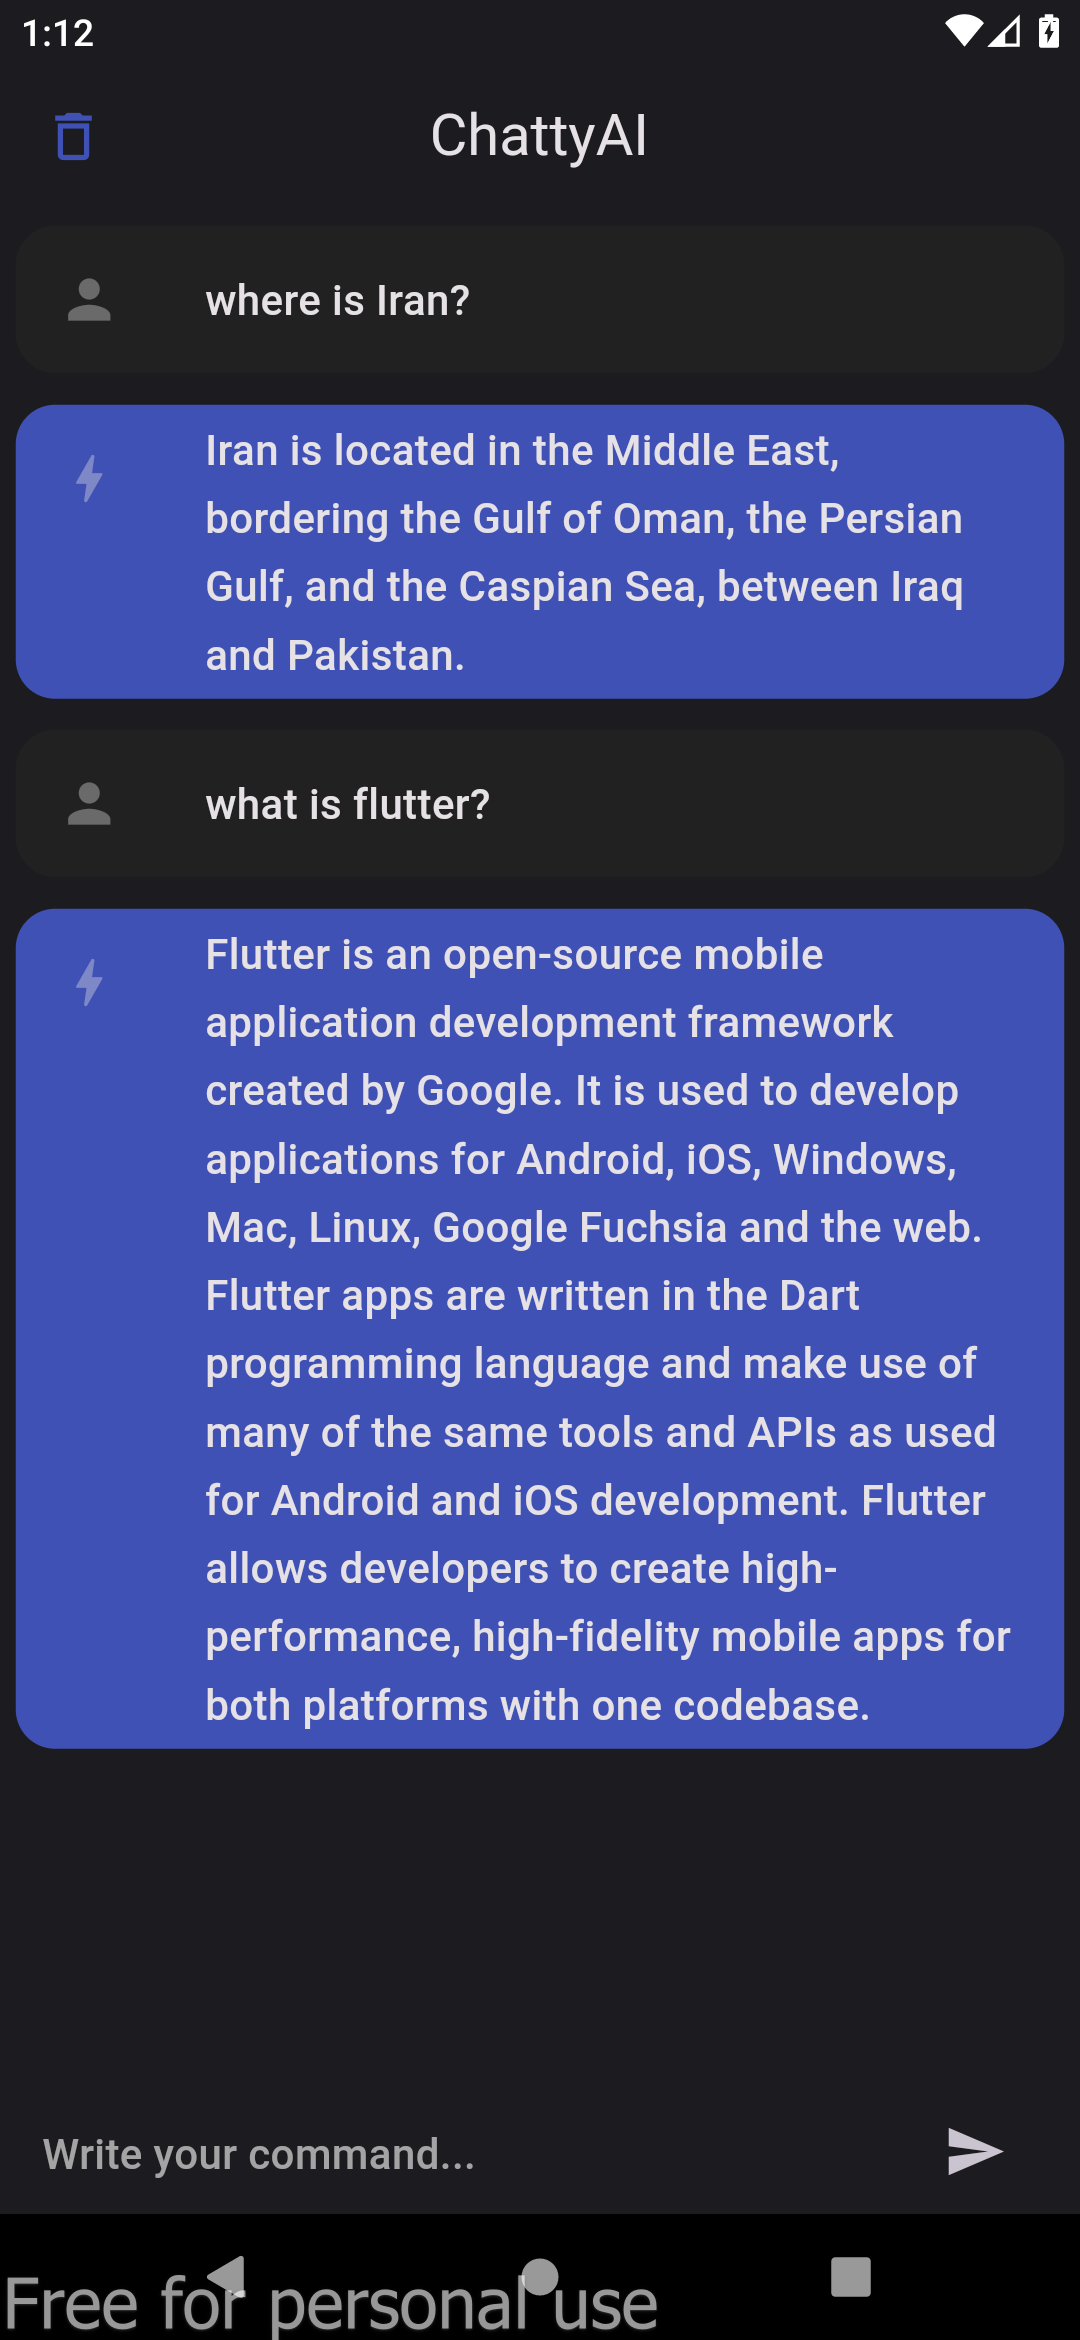 1:12
ChattyAI
where is Iran?
Iran is located in the Middle East,
bordering the Gulf of Oman, the Persian
Gulf, and the Caspian Sea, between Iraq
and Pakistan.
what is flutter?
Flutter is an open-source mobile
application development framework
created by Google. It is used to develop
applications for Android, iOS, Windows,
Mac, Linux, Google Fuchsia and the web.
Flutter apps are written in the Dart
programming language and make use of
many of the same tools and APIs as used
for Android and iOS development. Flutter
allows developers to create high-
performance, high-fidelity mobile apps for
both platforms with one codebase.
Write your command...
Free for personal use